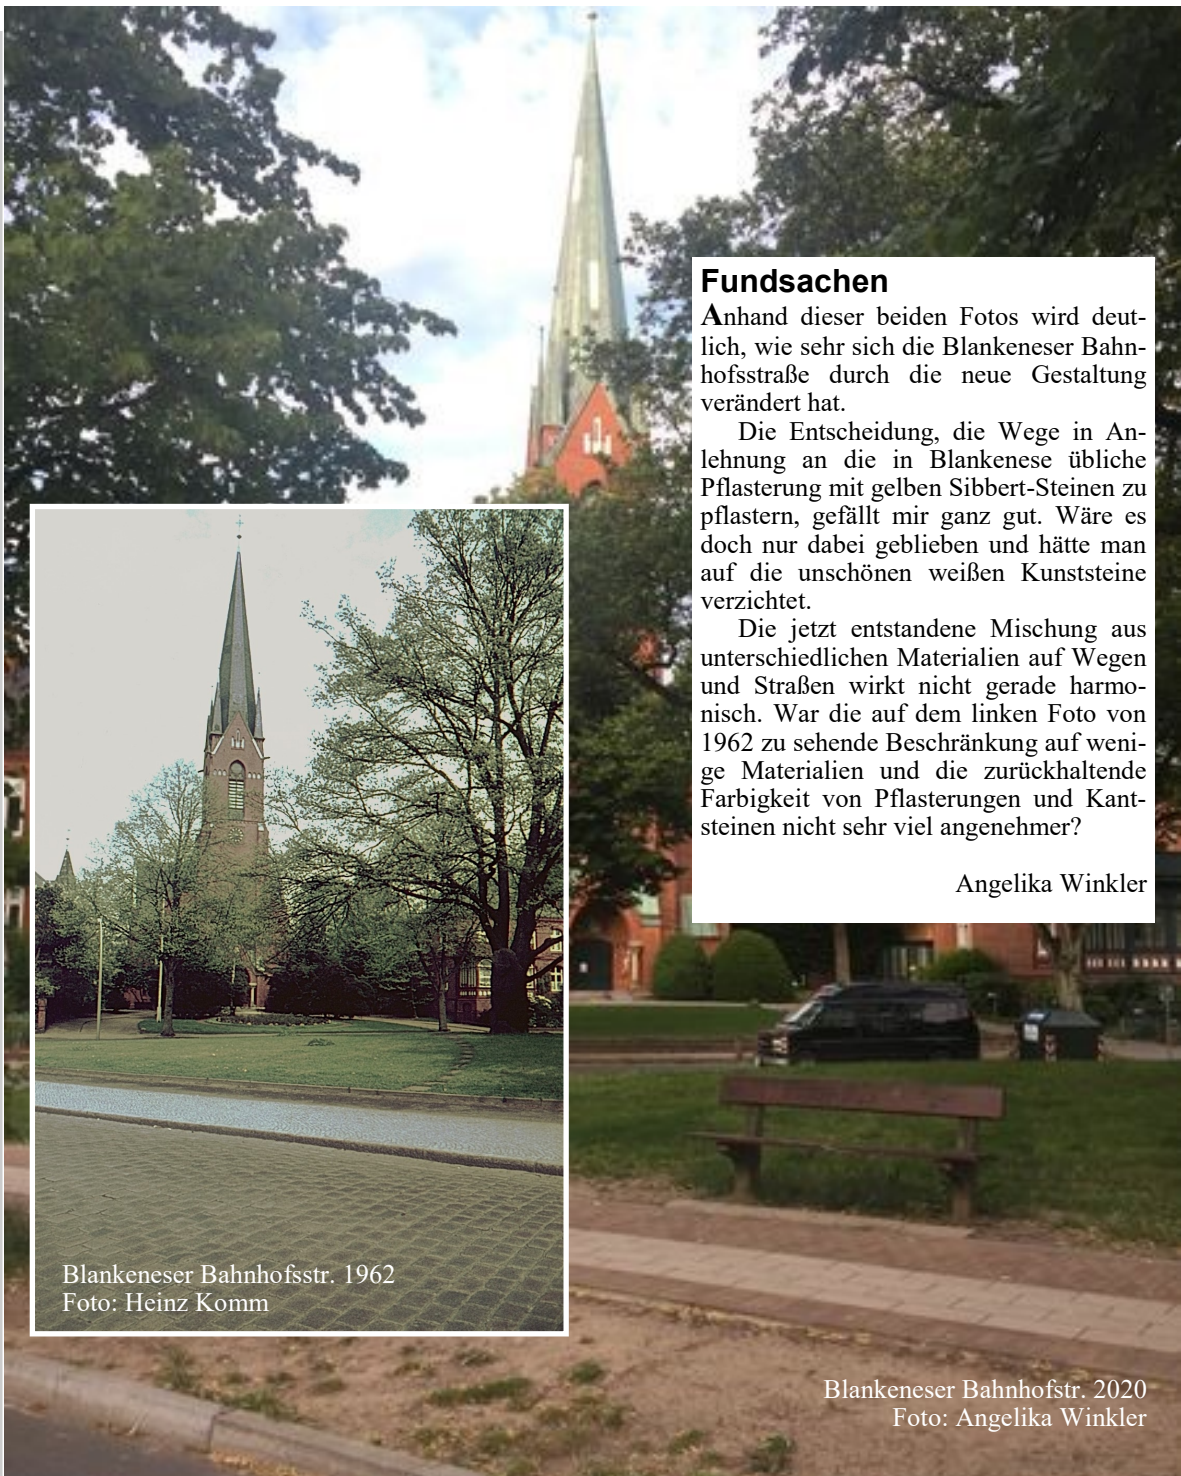 Fundsachen
Anhand dieser beiden Fotos wird deut-
lich, wie sehr sich die Blankeneser Bahn-
hofsstraße durch die neue Gestaltung
verändert hat.
Die Entscheidung, die Wege in An-
lehnung an die in Blankenese übliche
Pflasterung mit gelben Sibbert-Steinen zu
pflastern, gefällt mir ganz gut. Wäre es
doch nur dabei geblieben und hätte man
auf die unschönen weißen Kunststeine
verzichtet.
Die jetzt entstandene Mischung aus
unterschiedlichen Materialien auf Wegen
und Straßen wirkt nicht gerade harmo-
nisch. War die auf dem linken Foto von
1962 zu sehende Beschränkung auf weni-
ge Materialien und die zurückhaltende
Farbigkeit von Pflasterungen und Kant-
steinen nicht sehr viel angenehmer?
Angelika Winkler
Blankeneser Bahnhofsstr. 1962
Foto: Heinz Komm
Blankeneser Bahnhofstr. 2020
Foto: Angelika Winkler